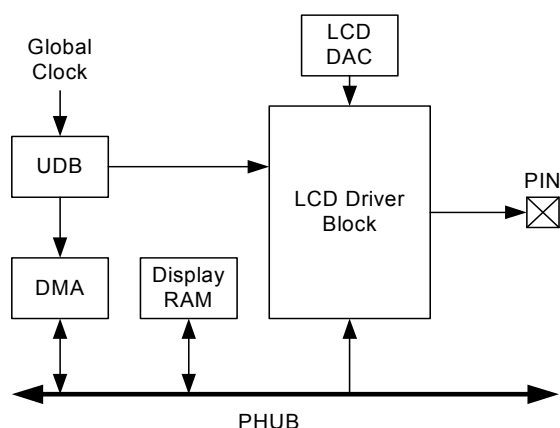 LCD
DAC
Global
Clock
UDB
LCD Driver
Block
PIN
DMA
Display
RAM
PHUB